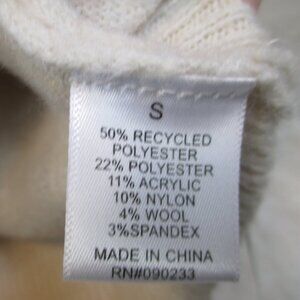 S
50% RECYCLED
POLYESTER
22% POLYESTER
11% ACRYLIC
10% NYLON
4% WOOL
3%SPANDEX
MADE IN CHINA
RN#090233